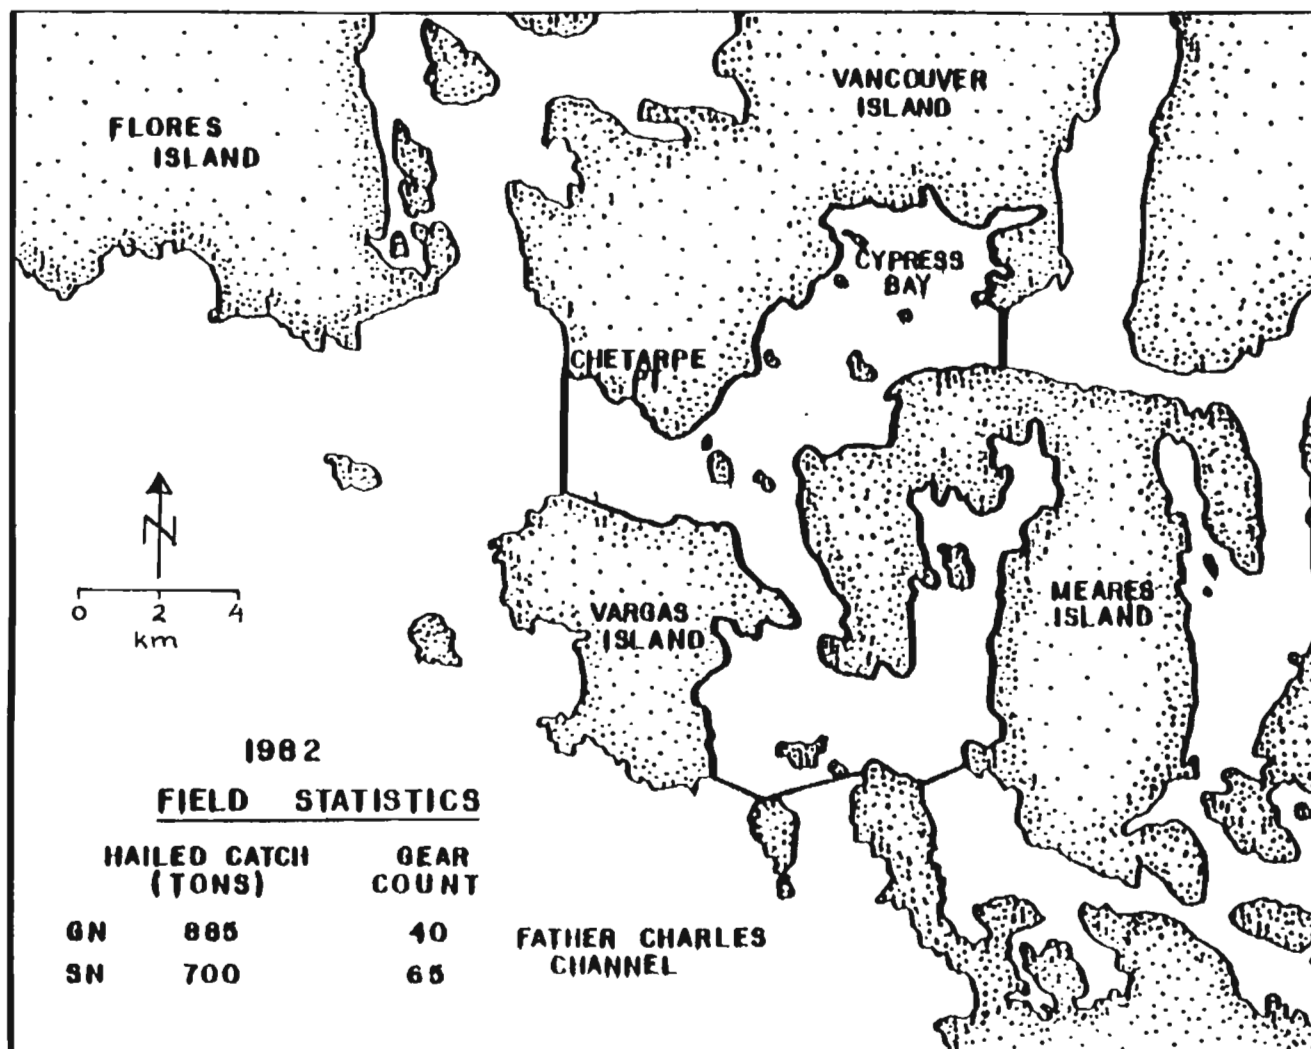 VANCOUVER
ISLAND
FLORES
ISLAND
CYPRESS
BAY
CHETARPE
PT
N
0 2 4
km
MEARES
ISLAND
VARGAS
ISLAND
1982
FIELD STATISTICS
HAILED CATCH GEAR
(TONS) COUNT
GN 885 40
SN 700 65
FATHER CHARLES
CHANNEL